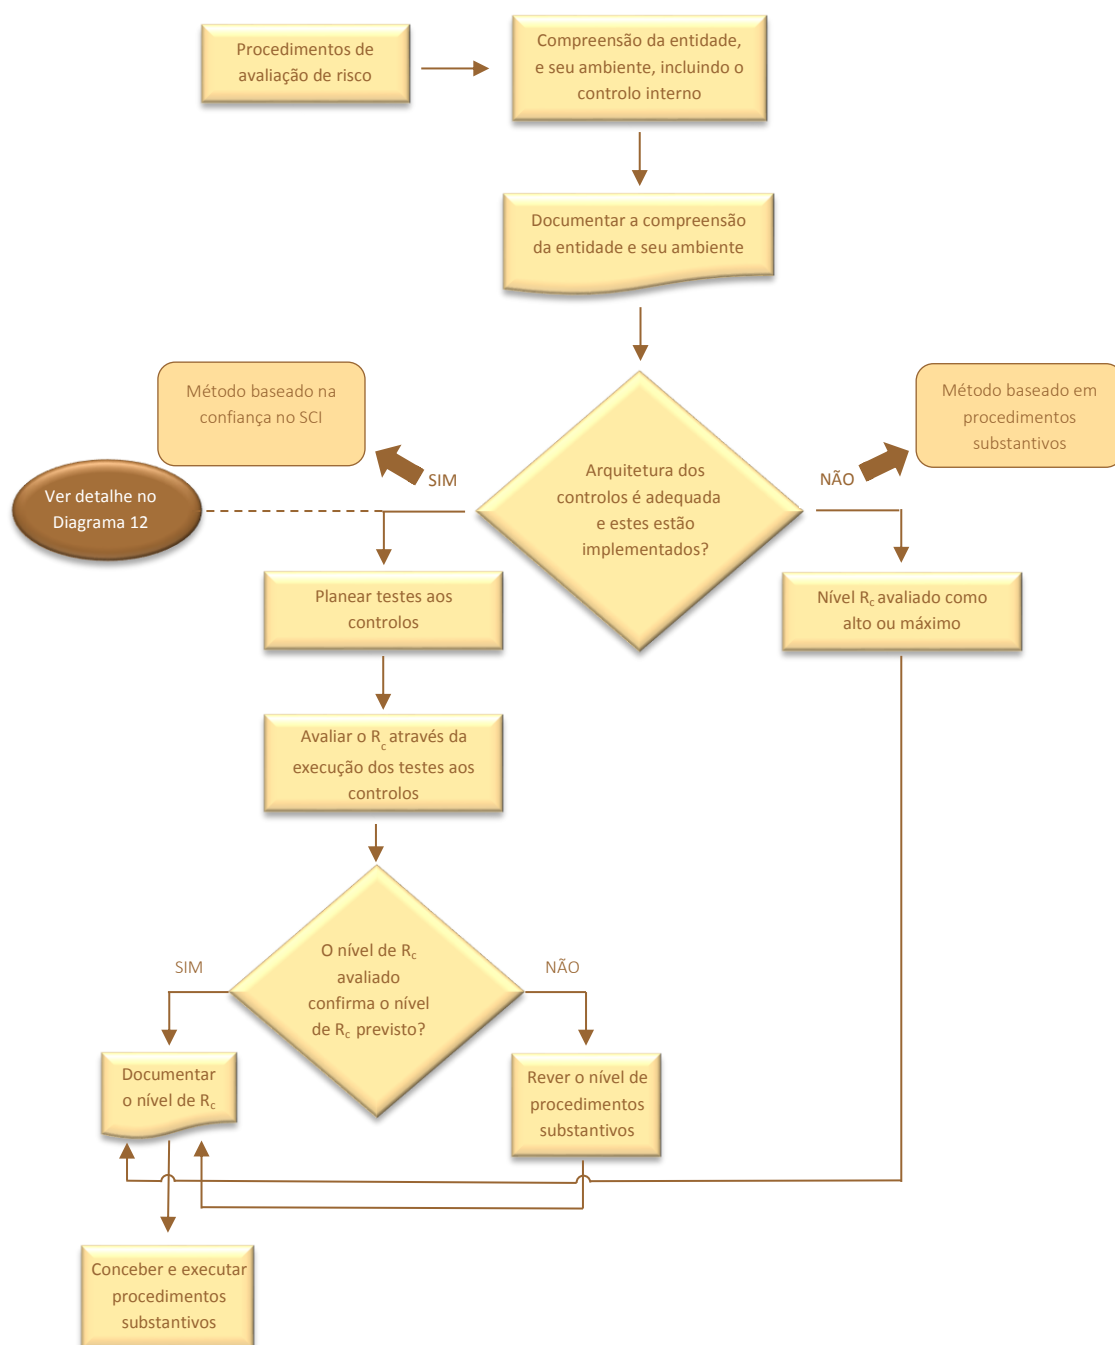 Procedimentos de
avaliação de risco
Compreensão da entidade,
e seu ambiente, incluindo o
controlo interno
Documentar a compreensão
da entidade e seu ambiente
Método baseado na
confiança no SCI
Método baseado em
procedimentos
substantivos
SIM
NÃO
Arquitetura dos
controlos é adequada
e estes estão
implementados?
Ver detalhe no
Diagrama 12
Planear testes aos
controlos
Nível Rc avaliado como
alto ou máximo
Avaliar o Rc através da
execução dos testes aos
controlos
SIM
NÃO
O nível de Rc
avaliado
confirma o nível
de Rc previsto?
Documentar
o nível de Rc
Rever o nível de
procedimentos
substantivos
Conceber e executar
procedimentos
substantivos